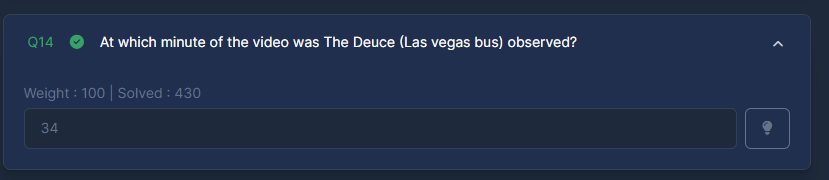 Q14 At which minute of the video was The Deuce (Las vegas bus) observed?
Weight : 100 | Solved : 430
34